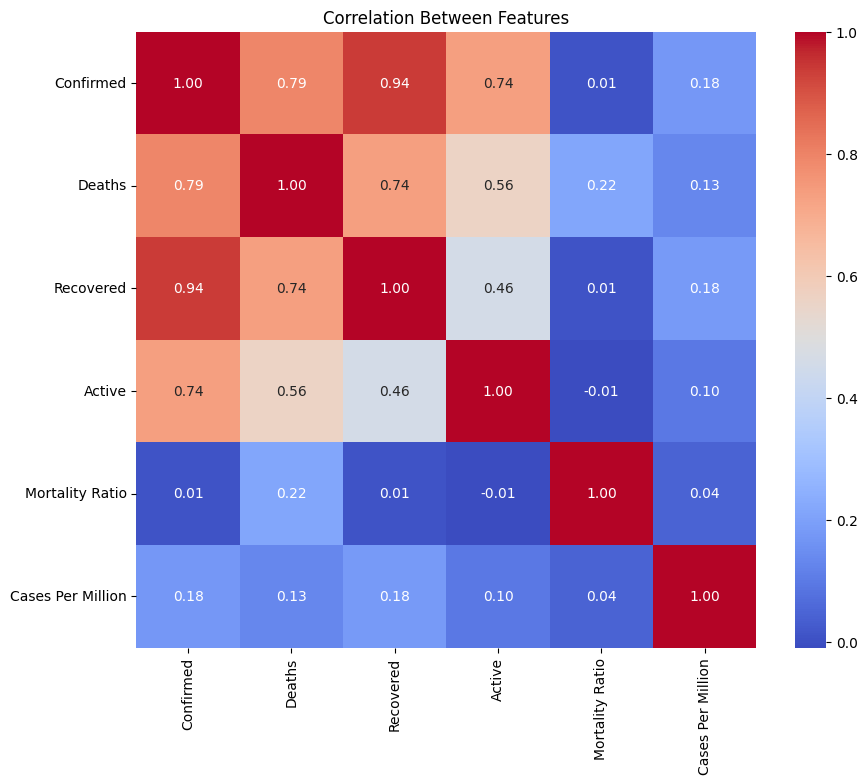 Correlation Between Features
Confirmed 1.00 0.79 0.94 0.74 0.01 0.18
Deaths 0.79 1.00 0.74 0.56 0.22 0.13
Recovered 0.94 0.74 1.00 0.46 0.01 0.18
Active 0.74 0.56 0.46 1.00 -0.01 0.10
Mortality Ratio 0.01 0.22 0.01 -0.01 1.00 0.04
Cases Per Million 0.18 0.13 0.18 0.10 0.04 1.00
Confirmed
Deaths
Recovered
Active
Mortality Ratio
Cases Per Million
1.0
0.8
0.6
0.4
0.2
0.0